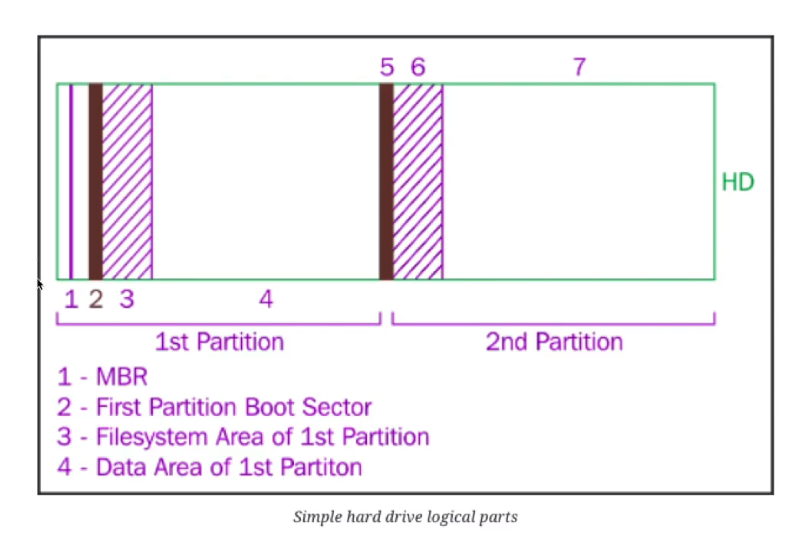 5 6 7
HD
1 2 3 4
1st Partition 2nd Partition
1 - MBR
2 - First Partition Boot Sector
3 - Filesystem Area of 1st Partition
4 - Data Area of 1st Partiton
Simple hard drive logical parts